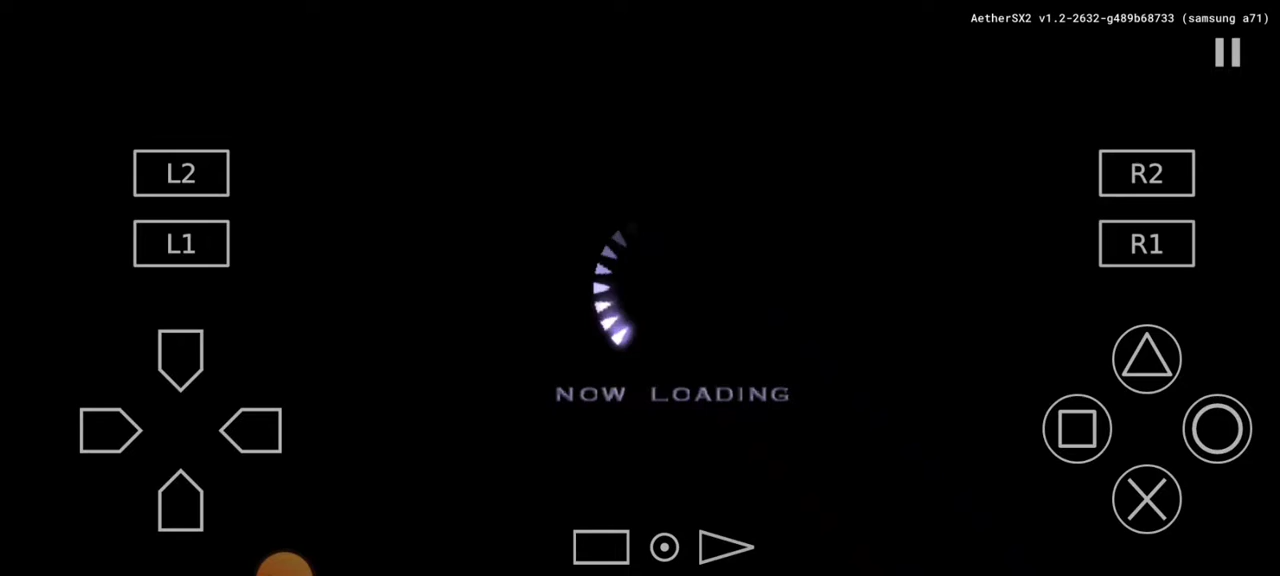 AetherSX2 v1.2-2632-g489b68733 (samsung a71)
L2
R2
L1
R1
NOW LOADING